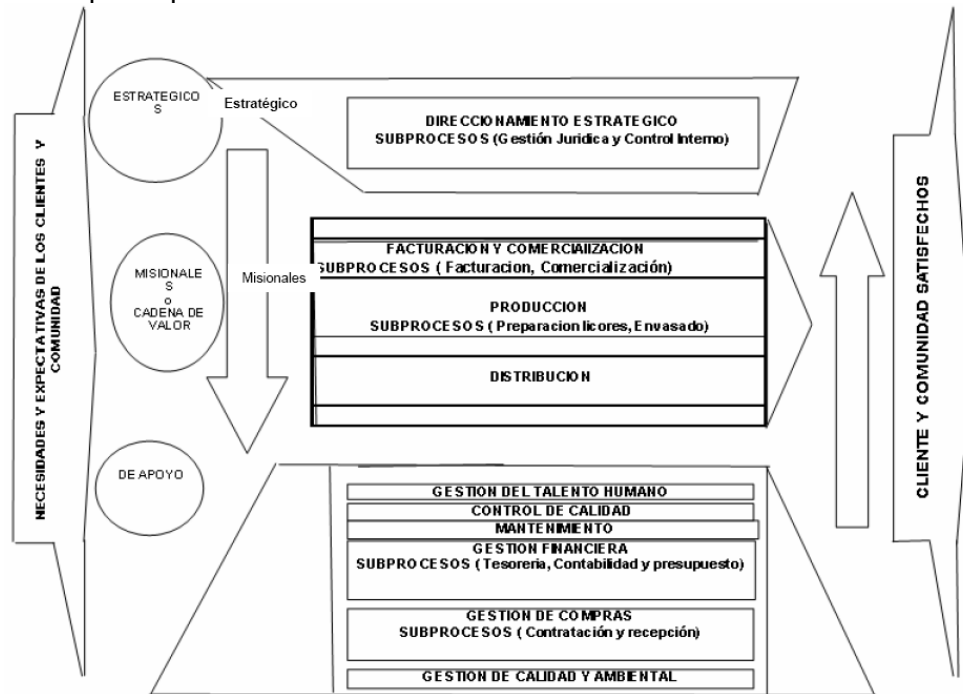 NECESIDADES Y EXPECTATIVAS DE LOS CLIENTES Y
COMUNIDAD
ESTRATEGICO
S
Estratégico
DIRECCIONAMIENTO ESTRATEGICO
SUBPROCESOS (Gestión Juridica y Control Interno)
MISIONALE
S
o
CADENA DE
VALOR
Misionales
FACTURACION Y COMERCIALIZACION
SUBPROCESOS ( Facturacion, Comercialización)
PRODUCCION
SUBPROCESOS ( Preparacion licores, Envasado)
DISTRIBUCION
DE APOYO
GESTION DEL TALENTO HUMANO
CONTROL DE CALIDAD
MANTENIMIENTO
GESTION FINANCIERA
SUBPROCESOS ( Tesoreria, Contabilidad y presupuesto)
GESTION DE COMPRAS
SUBPROCESOS ( Contratación y recepción)
GESTION DE CALIDAD Y AMBIENTAL
CLIENTE Y COMUNIDAD SATISFECHOS